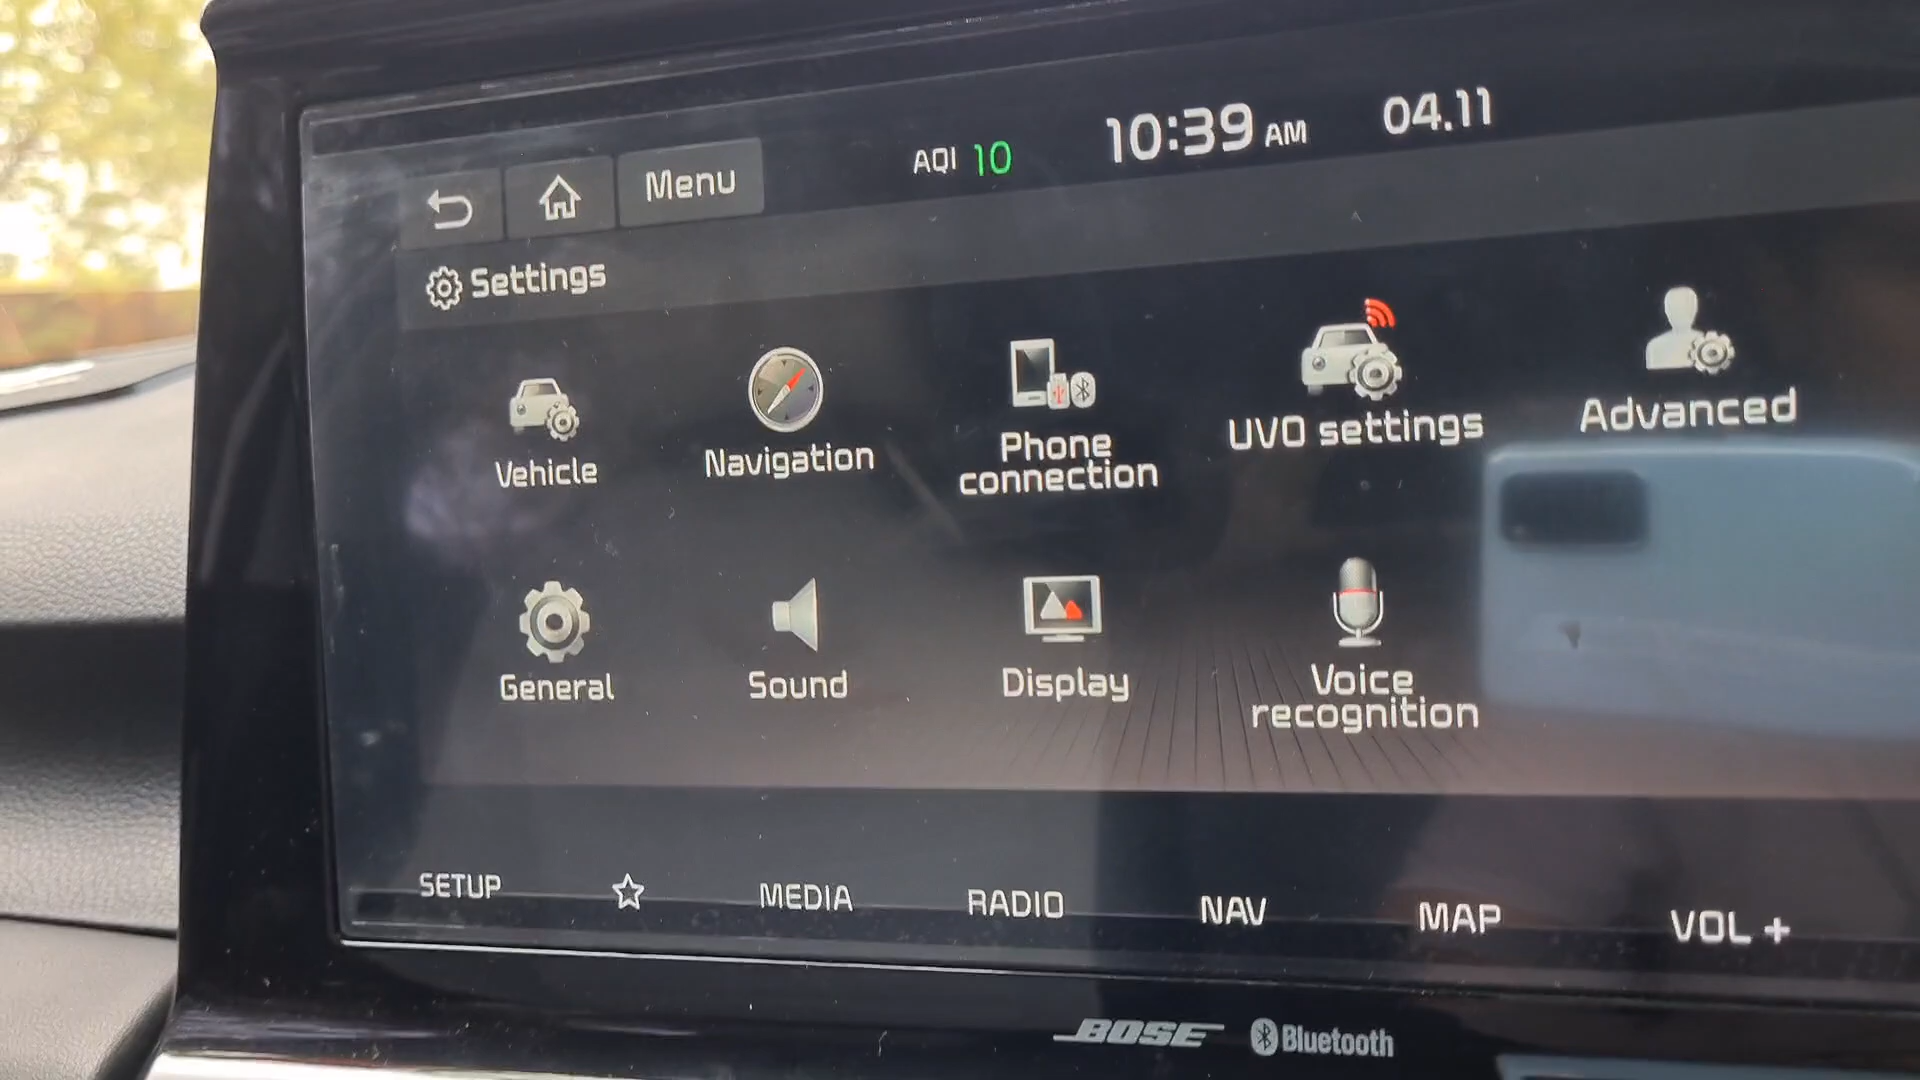 Menu
AQI 10
10:39 AM
04.11
Settings
Vehicle
Navigation
Phone
connection
UVO settings
Advanced
General
Sound
Display
Voice
recognition
SETUP
MEDIA
RADIO
NAV
MAP
VOL +
BOSE
Bluetooth